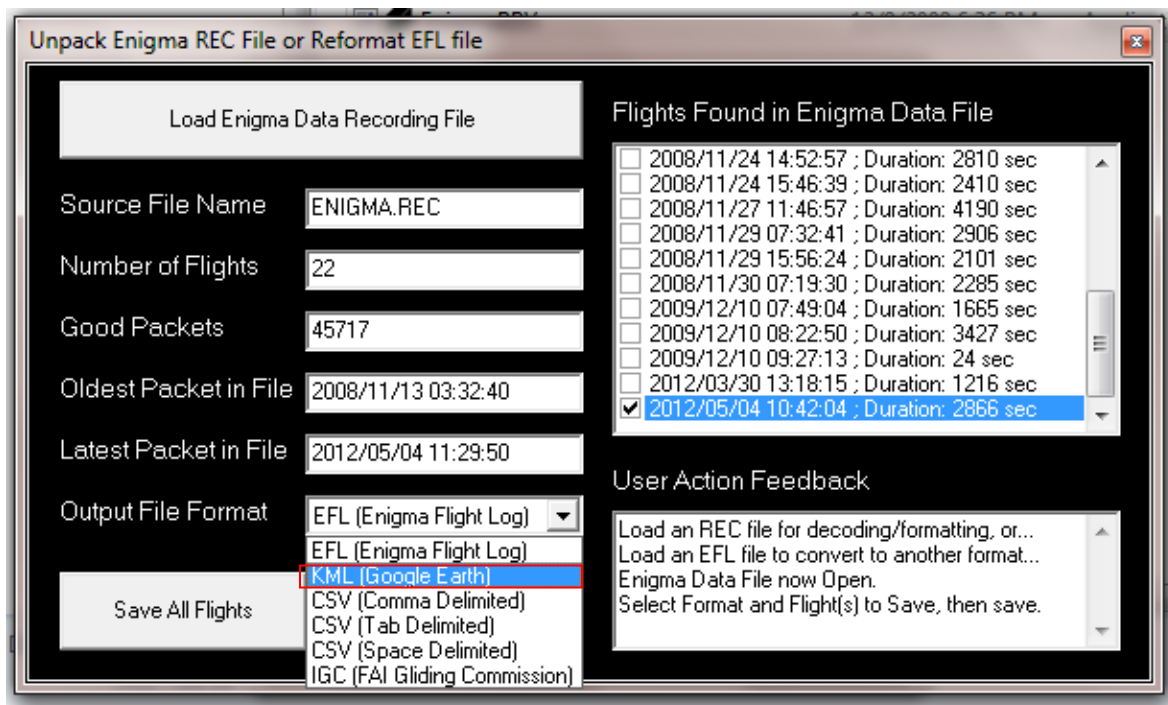 Unpack Enigma REC File or Reformat EFL file
Load Enigma Data Recording File
Source File Name
ENIGMA.REC
Number of Flights
22
Good Packets
45717
Oldest Packet in File
2008/11/13 03:32:40
Latest Packet in File
2012/05/04 11:29:50
Output File Format
EFL (Enigma Flight Log)
EFL (Enigma Flight Log)
KML (Google Earth)
CSV (Comma Delimited)
CSV (Tab Delimited)
CSV (Space Delimited)
IGC (FAI Gliding Commission)
Save All Flights
Flights Found in Enigma Data File
2008/11/24 14:52:57 ; Duration: 2810 sec
2008/11/24 15:46:39 ; Duration: 2410 sec
2008/11/27 11:46:57 ; Duration: 4190 sec
2008/11/29 07:32:41 ; Duration: 2906 sec
2008/11/29 15:56:24 ; Duration: 2101 sec
2008/11/30 07:19:30 ; Duration: 2285 sec
2009/12/10 07:49:04 ; Duration: 1665 sec
2009/12/10 08:22:50 ; Duration: 3427 sec
2009/12/10 09:27:13 ; Duration: 24 sec
2012/03/30 13:18:15 ; Duration: 1216 sec
2012/05/04 10:42:04 ; Duration: 2866 sec
User Action Feedback
Load an REC file for decoding/formatting, or...
Load an EFL file to convert to another format...
Enigma Data File now Open.
Select Format and Flight(s) to Save, then save.